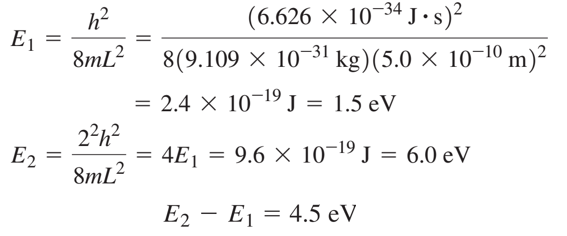 E₁ = h²/8mL² = (6.626 × 10⁻³⁴ J·s)²/8(9.109 × 10⁻³¹ kg)(5.0 × 10⁻¹⁰ m)²
= 2.4 × 10⁻¹⁹ J = 1.5 eV
E₂ = 2²h²/8mL² = 4E₁ = 9.6 × 10⁻¹⁹ J = 6.0 eV
E₂ − E₁ = 4.5 eV